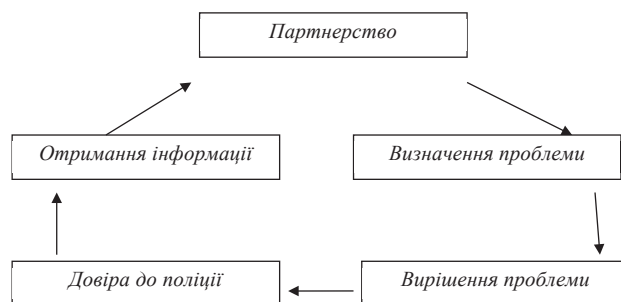 Партнерство
Отримання інформації
Визначення проблеми
Довіра до поліції
Вирішення проблеми